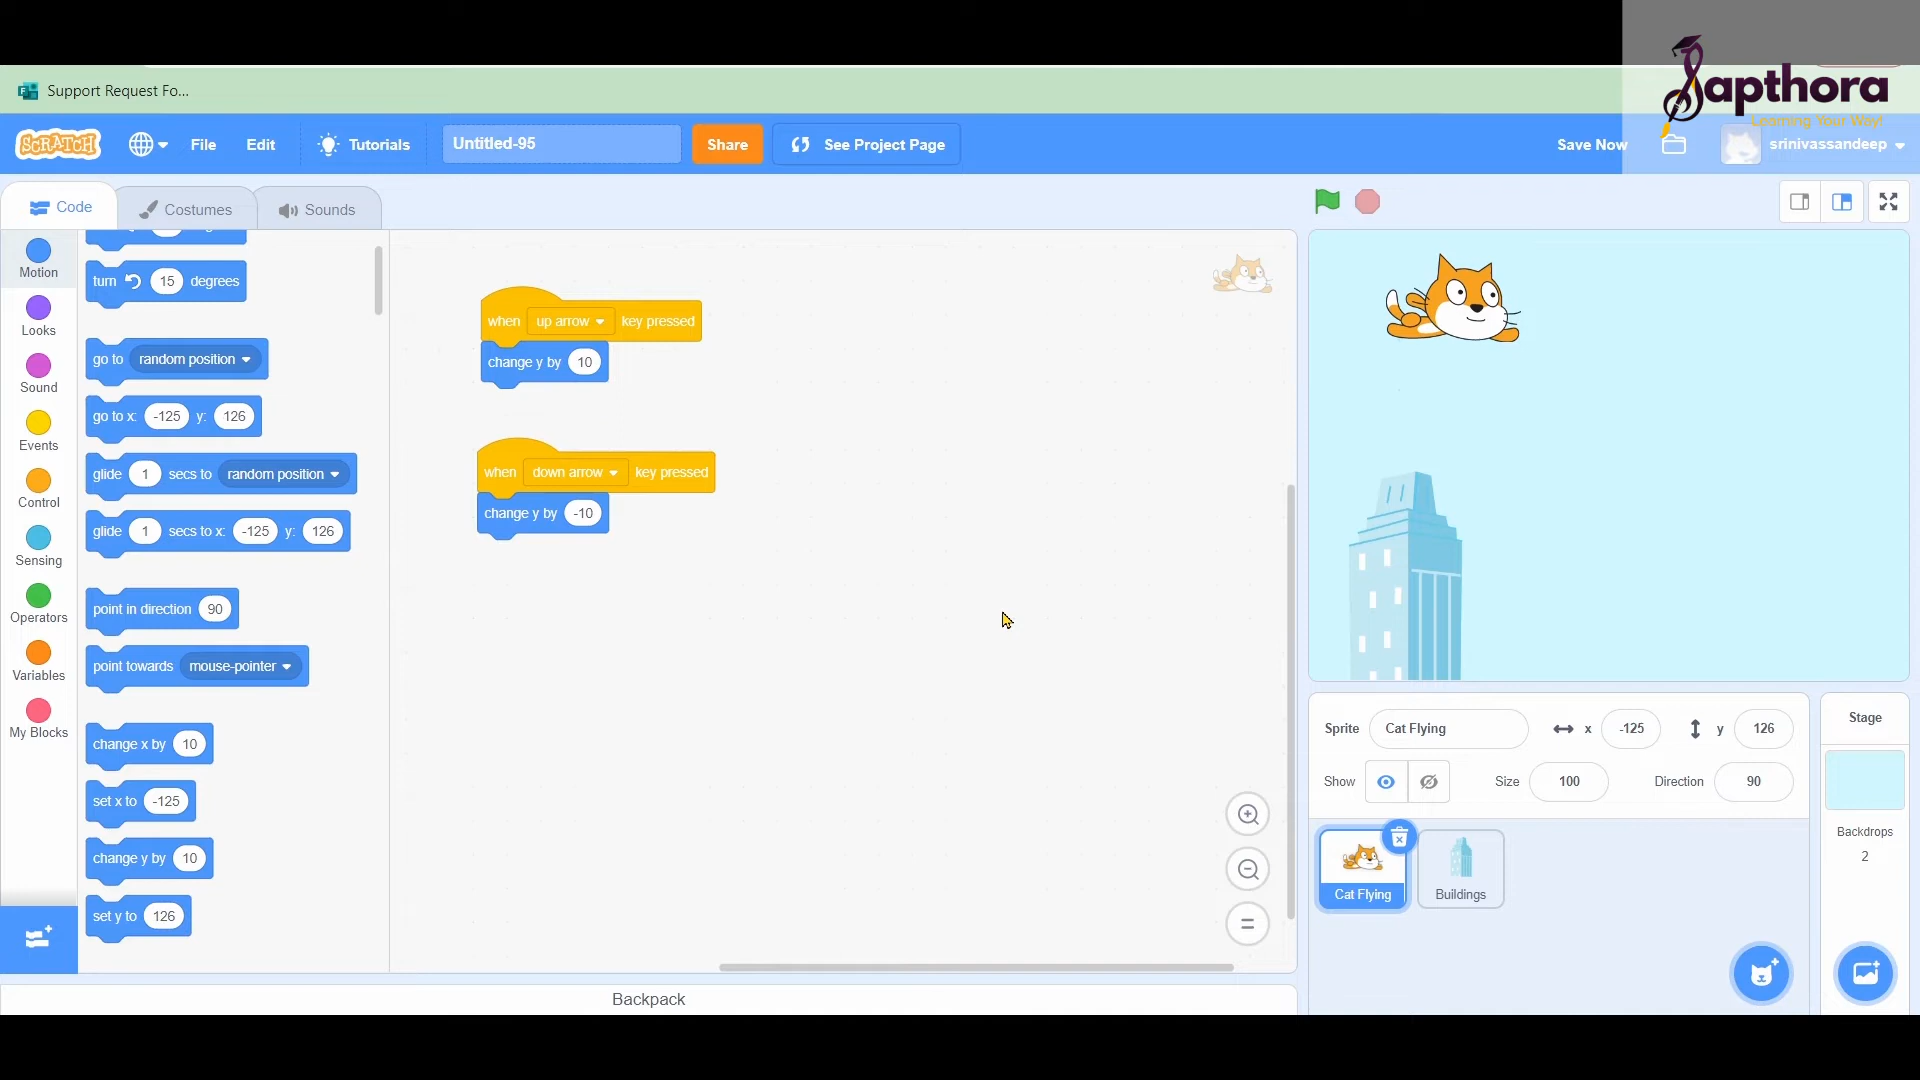 Sapthora
Learning Your Way!
Support Request Fo...
SCRATCH
File
Edit
Tutorials
Untitled-95
Share
See Project Page
Save Now
srinivassandeep
Code
Costumes
Sounds
Motion
Looks
Sound
Events
Control
Sensing
Operators
Variables
My Blocks
turn 15 degrees
go to random position
go to x: -125 y: 126
glide 1 secs to random position
glide 1 secs to x: -125 y: 126
point in direction 90
point towards mouse-pointer
change x by 10
set x to -125
change y by 10
set y to 126
when up arrow key pressed
change y by 10
when down arrow key pressed
change y by -10
Backpack
Sprite Cat Flying x -125 y 126
Show Size 100 Direction 90
Cat Flying
Buildings
Stage
Backdrops
2